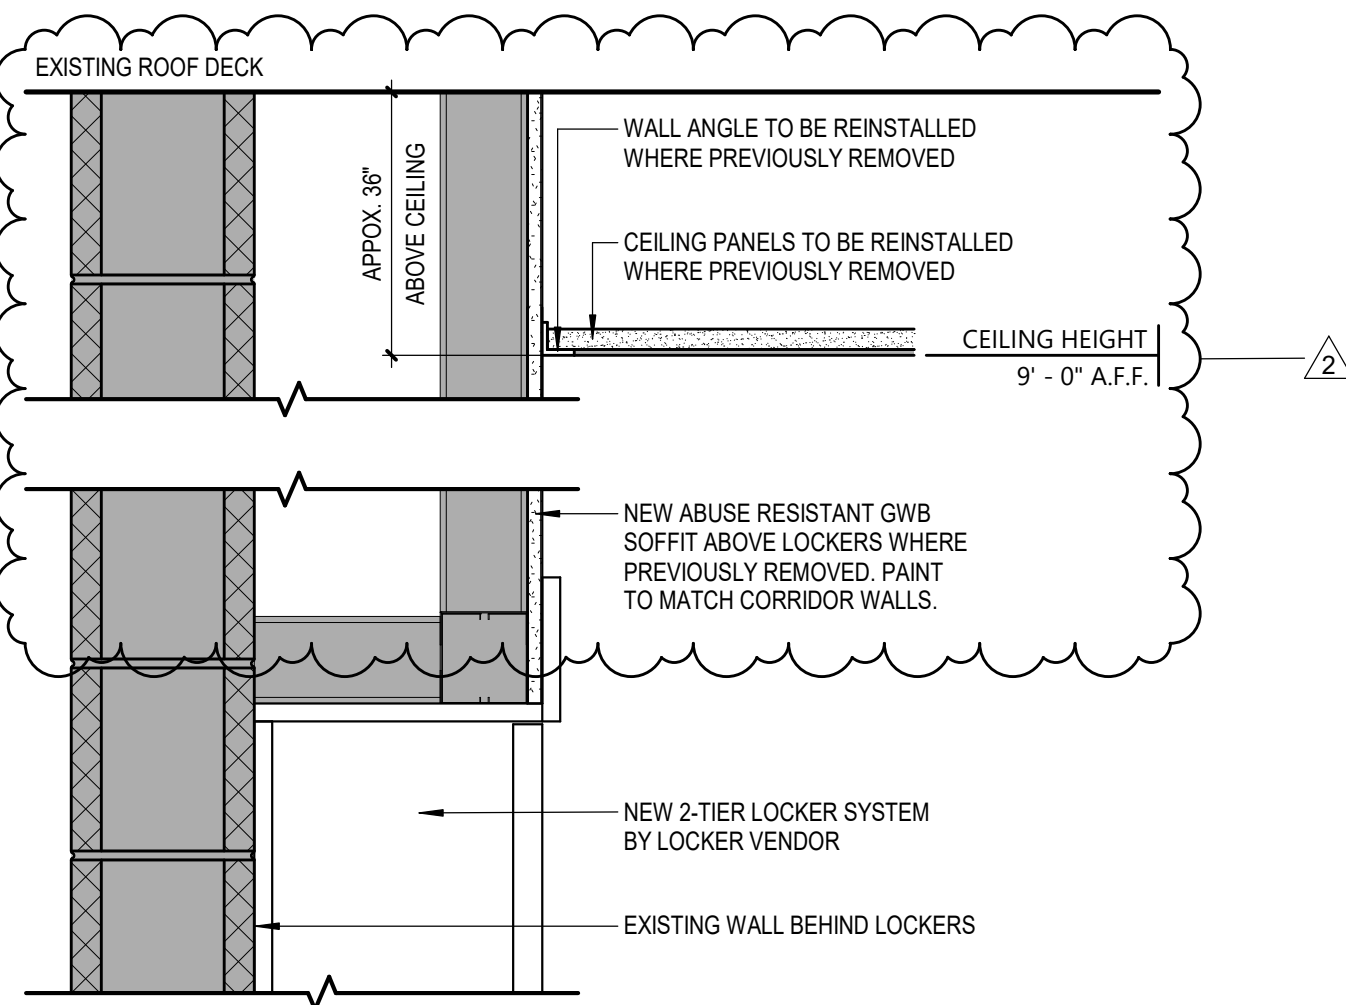 EXISTING ROOF DECK
WALL ANGLE TO BE REINSTALLED
WHERE PREVIOUSLY REMOVED
APPOX. 36"
ABOVE CEILING
CEILING PANELS TO BE REINSTALLED
WHERE PREVIOUSLY REMOVED
CEILING HEIGHT
9' - 0" A.F.F.
2
NEW ABUSE RESISTANT GWB
SOFFIT ABOVE LOCKERS WHERE
PREVIOUSLY REMOVED. PAINT
TO MATCH CORRIDOR WALLS.
NEW 2-TIER LOCKER SYSTEM
BY LOCKER VENDOR
EXISTING WALL BEHIND LOCKERS